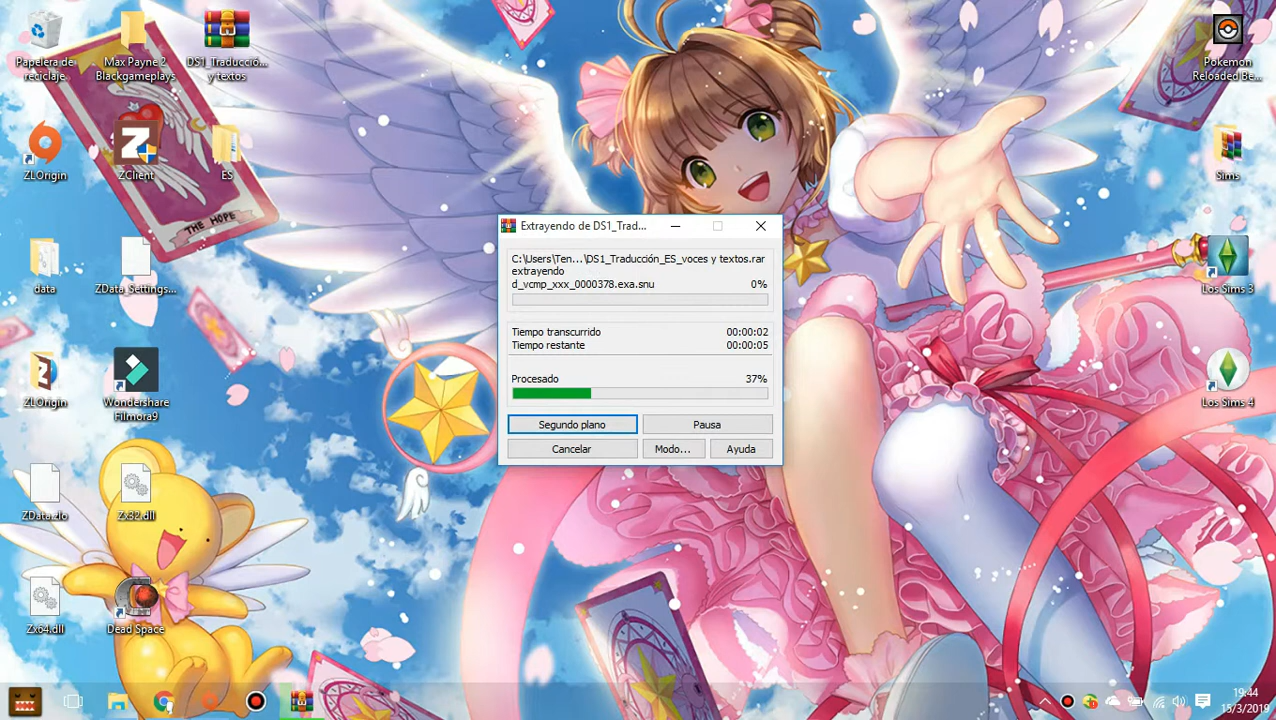 Papelera de
reciclaje
Max Payne 2
Blackgameplays
DS1_Traducció...
y textos
Pokemon
Reloaded Be...
ZLOrigin
ZClient
ES
Sims
THE HOPE
data
ZData_Settings...
Los Sims 3
ZLOrigin
Wondershare
Filmora9
Los Sims 4
ZData.zlo
Zx32.dll
Zx64.dll
Dead Space
Extrayendo de DS1_Trad...
C:\Users\Ten...\DS1_Traducción_ES_voces y textos.rar
extrayendo
d_vcmp_xxx_0000378.exa.snu 0%
Tiempo transcurrido 00:00:02
Tiempo restante 00:00:05
Procesado 37%
Segundo plano Pausa
Cancelar Modo... Ayuda
19:44
15/3/2019